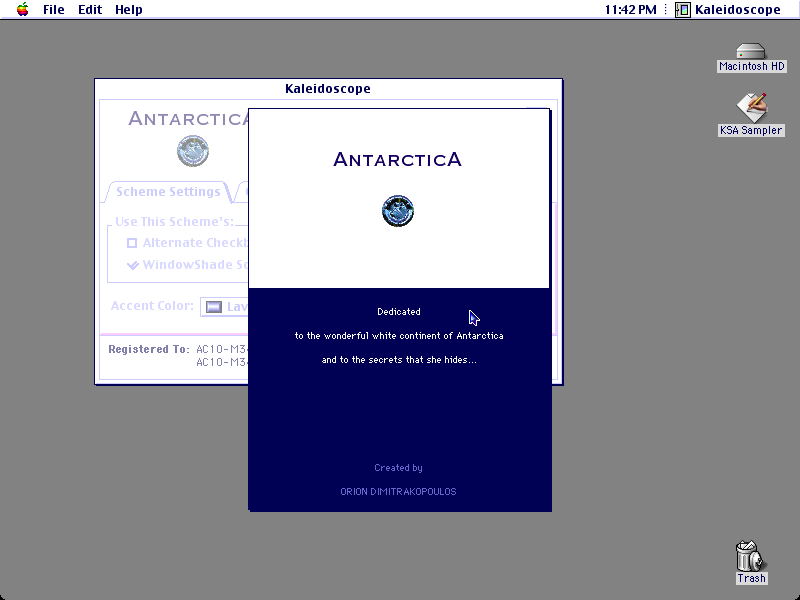 File Edit Help 11:42 PM Kaleidoscope
Macintosh HD
KSA Sampler
Kaleidoscope
ANTARCTICA
Scheme Settings
Use This Scheme's:
Alternate Checkb
WindowShade So
Accent Color: Lav
Registered To: AC10-M3
AC10-M3
ANTARCTICA
Dedicated
to the wonderful white continent of Antarctica
and to the secrets that she hides...
Created by
ORION DIMITRAKOPOULOS
Trash